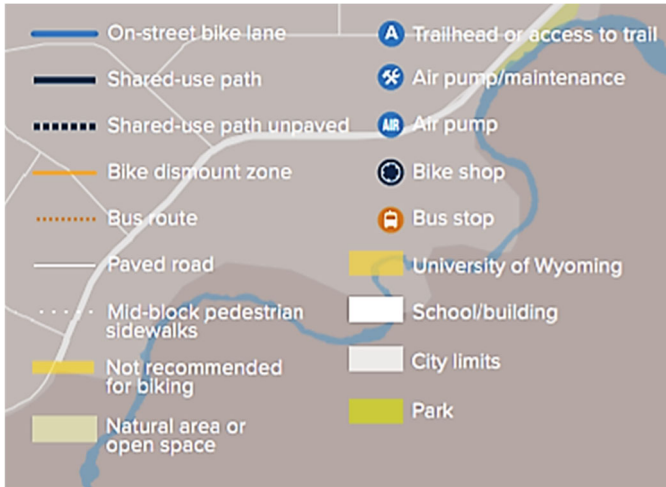 On-street bike lane
Shared-use path
Shared-use path unpaved
Bike dismount zone
Bus route
Paved road
Mid-block pedestrian
sidewalks
Not recommended
for biking
Natural area or
open space
A Trailhead or access to trail
Air pump/maintenance
AIR Air pump
Bike shop
Bus stop
University of Wyoming
School/building
City limits
Park